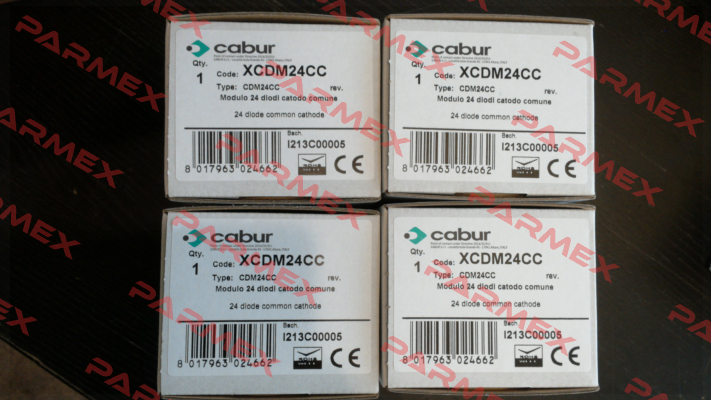 cabur
Qty.
1
Code: XCDM24CC
Type: CDM24CC rev.
Modulo 24 diodi catodo comune
24 diode common cathode
Bach.
I213C00005
8 017963 024662
CE
cabur
Qty.
1
Code: XCDM24CC
Type: CDM24CC rev.
Modulo 24 diodi catodo comune
24 diode common cathode
Bach.
I213C00005
8 017963 024662
CE
cabur
Qty.
1
Code: XCDM24CC
Type: CDM24CC rev.
Modulo 24 diodi catodo comune
24 diode common cathode
Bach.
I213C00005
8 017963 024662
CE
cabur
Qty.
1
Code: XCDM24CC
Type: CDM24CC rev.
Modulo 24 diodi catodo comune
24 diode common cathode
Bach.
I213C00005
8 017963 024662
CE
PARMEX
PARMEX
PARMEX
PARMEX
PARMEX
PARMEX
PARMEX
PARMEX
PARMEX